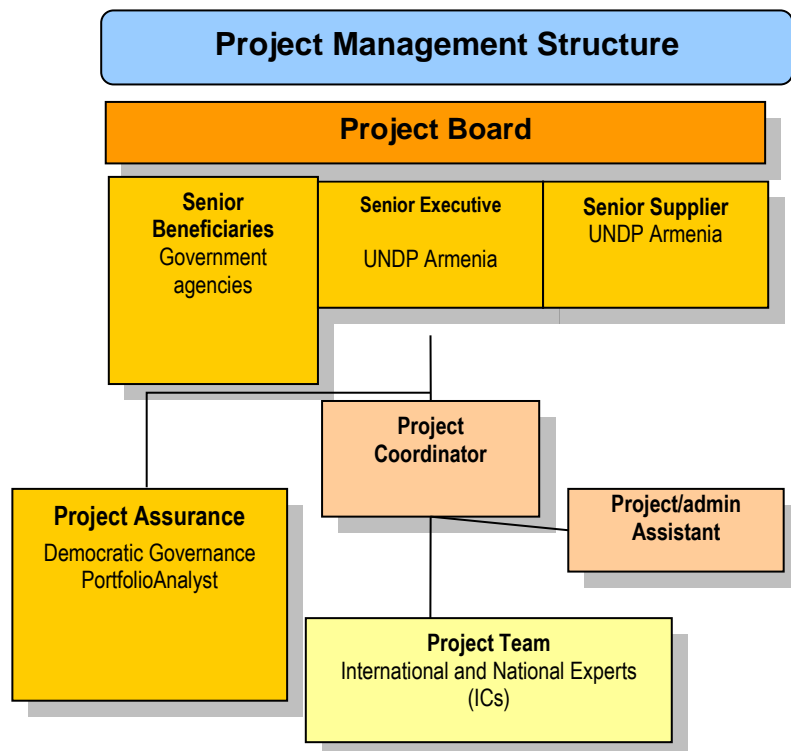 Project Management Structure
Project Board
Senior
Beneficiaries
Government
agencies
Senior Executive
UNDP Armenia
Senior Supplier
UNDP Armenia
Project
Coordinator
Project Assurance
Democratic Governance
PortfolioAnalyst
Project/admin
Assistant
Project Team
International and National Experts
(ICs)